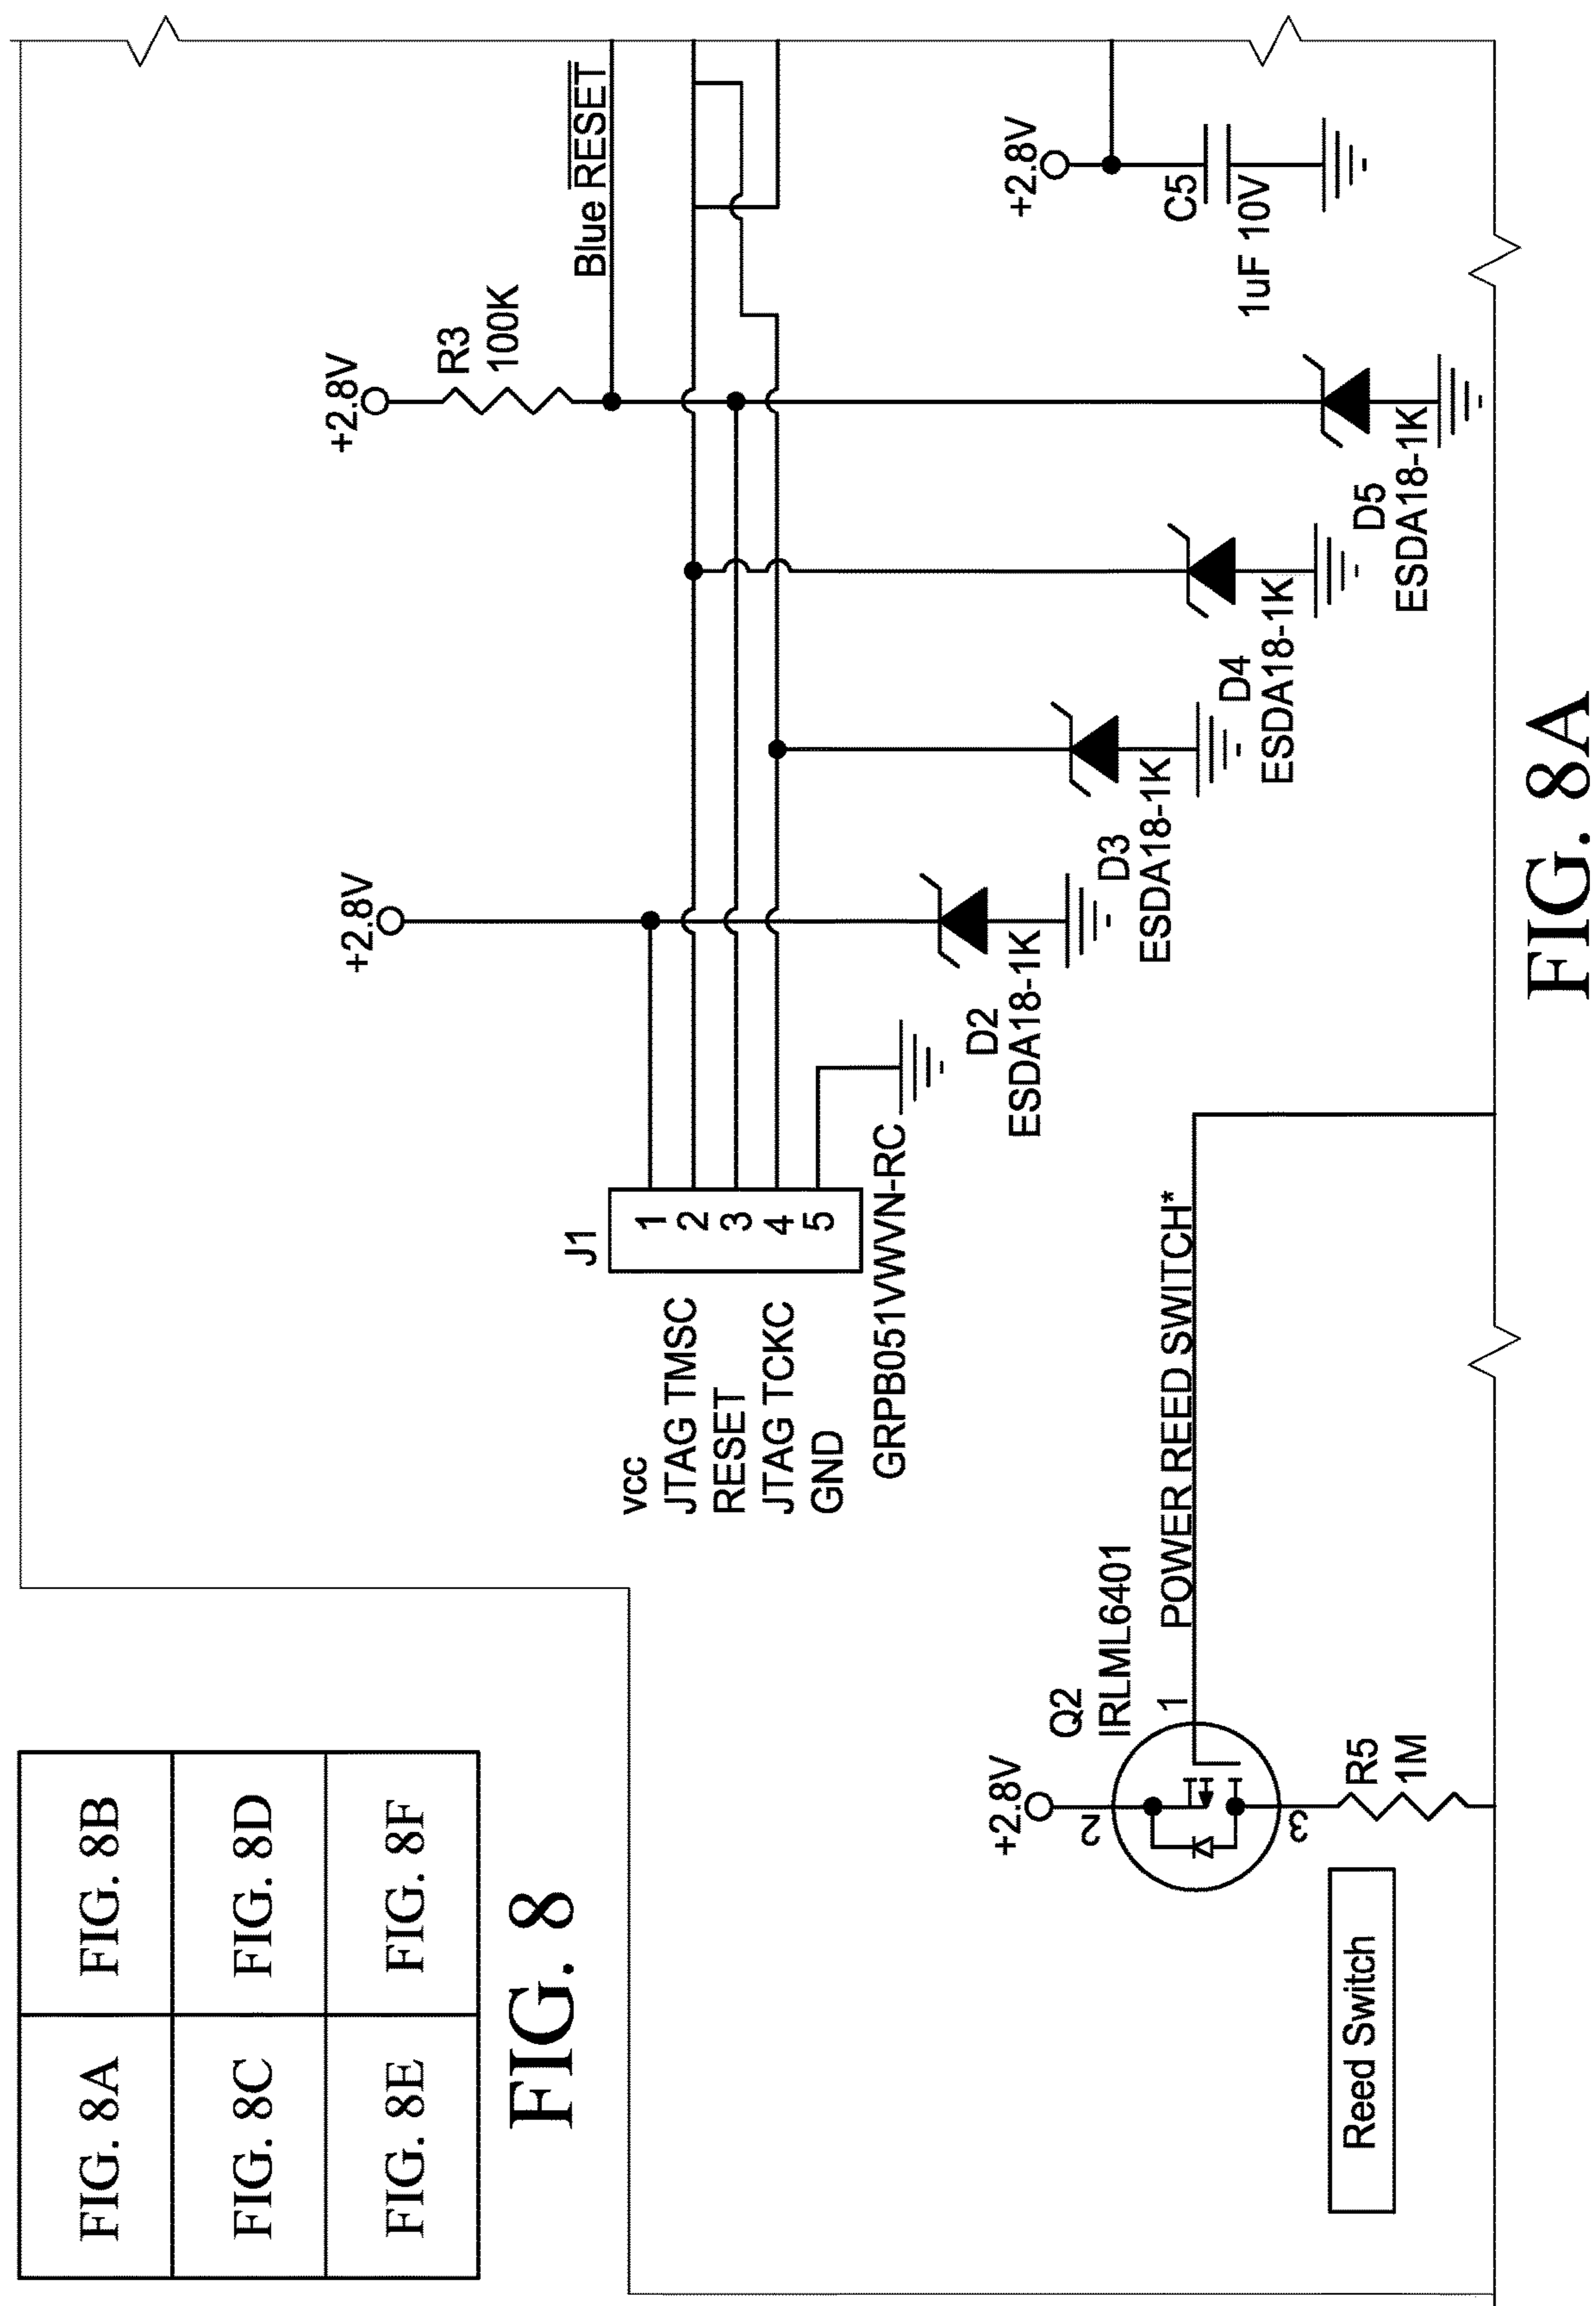 FIG. 8A
FIG. 8B
FIG. 8C
FIG. 8D
FIG. 8E
FIG. 8F
FIG. 8
+2.8V
+2.8V
R3
100K
Blue RESET
J1
vcc
1
JTAG TMSC
2
RESET
3
JTAG TCKC
4
GND
5
GRPB051VWVN-RC
D2
ESDA18-1K
D3
ESDA18-1K
D4
ESDA18-1K
D5
ESDA18-1K
+2.8V
C5
1uF 10V
+2.8V
Q2
IRLML6401
2
1
3
POWER REED SWITCH*
R5
1M
Reed Switch
FIG. 8A